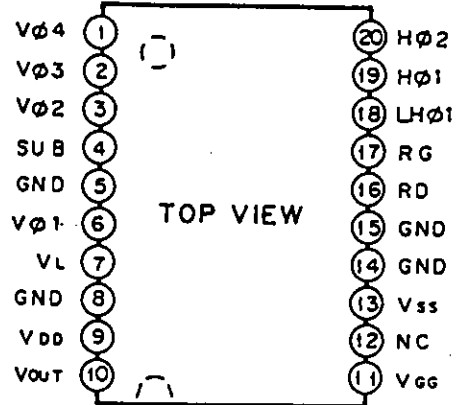 Vø4 1
Vø3 2
Vø2 3
SUB 4
GND 5
Vø1 6
VL 7
GND 8
VDD 9
VOUT 10
TOP VIEW
20 Hø2
19 Hø1
18 LHø1
17 RG
16 RD
15 GND
14 GND
13 Vss
12 NC
11 VGG